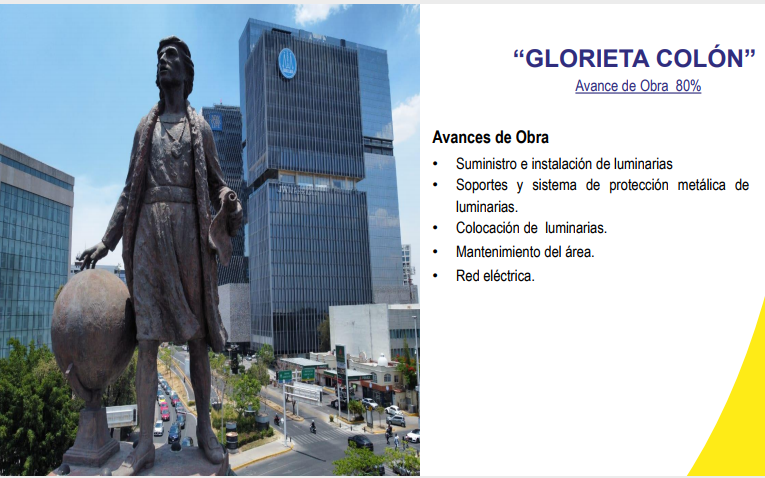 “GLORIETA COLÓN”
Avance de Obra 80%
Avances de Obra
• Suministro e instalación de luminarias
• Soportes y sistema de protección metálica de
luminarias.
• Colocación de luminarias.
• Mantenimiento del área.
• Red eléctrica.